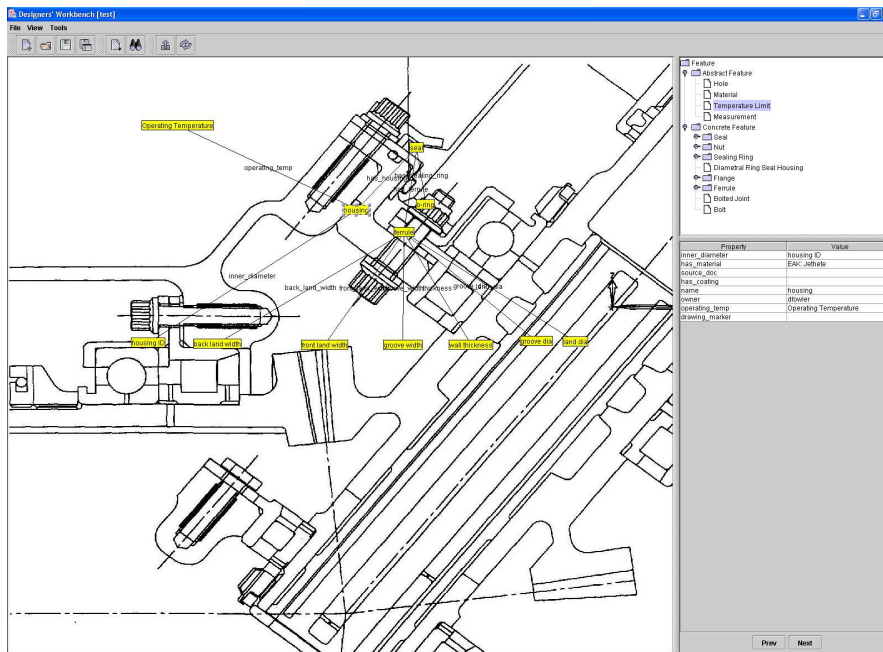 Designers' Workbench [test]
File View Tools
Feature
Abstract Feature
Hole
Material
Temperature Limit
Measurement
Concrete Feature
Seal
Nut
Sealing Ring
Diametral Ring Seal Housing
Flange
Ferrule
Bolted Joint
Bolt
Operating Temperature
seal
operating_temp
housing
o-ring
ferrule
inner_diameter
back_land_width
housing ID
back land width
front land width
groove width
wall thickness
groove dia
land dia
Z
Property Value
inner_diameter housing ID
has_material EAK: Jethete
source_doc
has_coating
name housing
owner dfowler
operating_temp Operating Temperature
drawing_marker
Prev Next